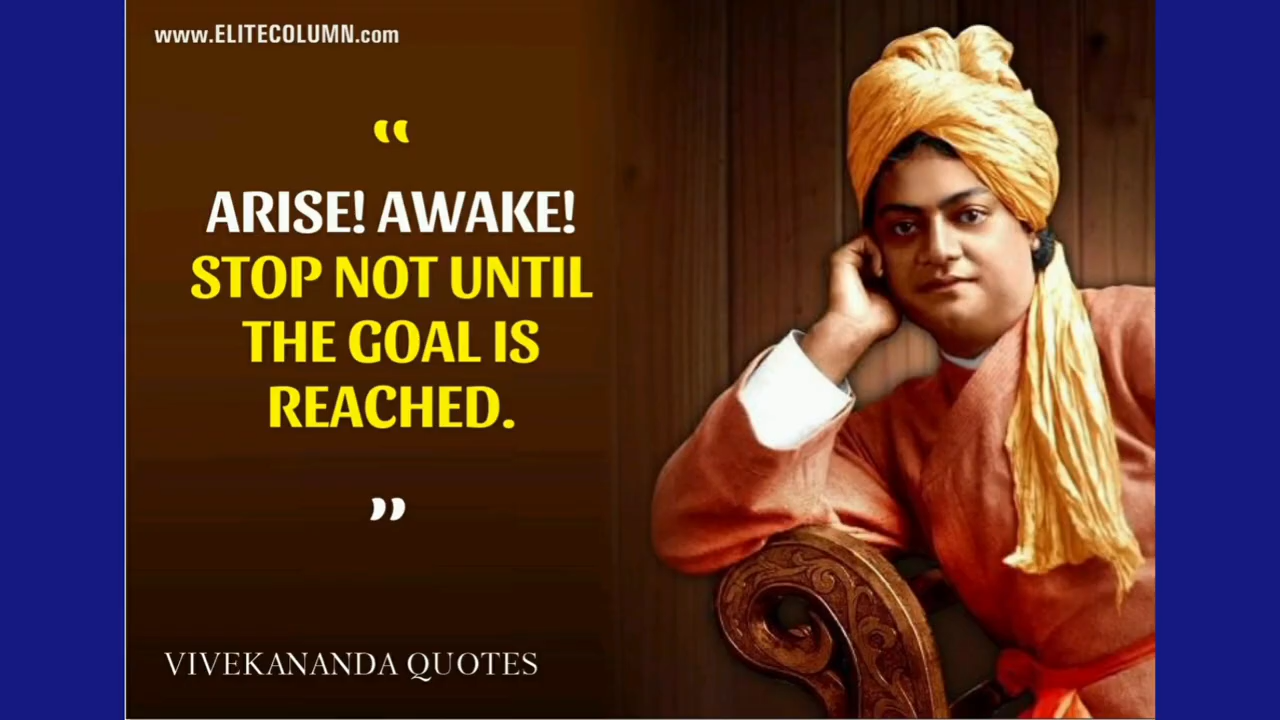 www.ELITECOLUMN.com
“
ARISE! AWAKE!
STOP NOT UNTIL
THE GOAL IS
REACHED.
”
VIVEKANANDA QUOTES